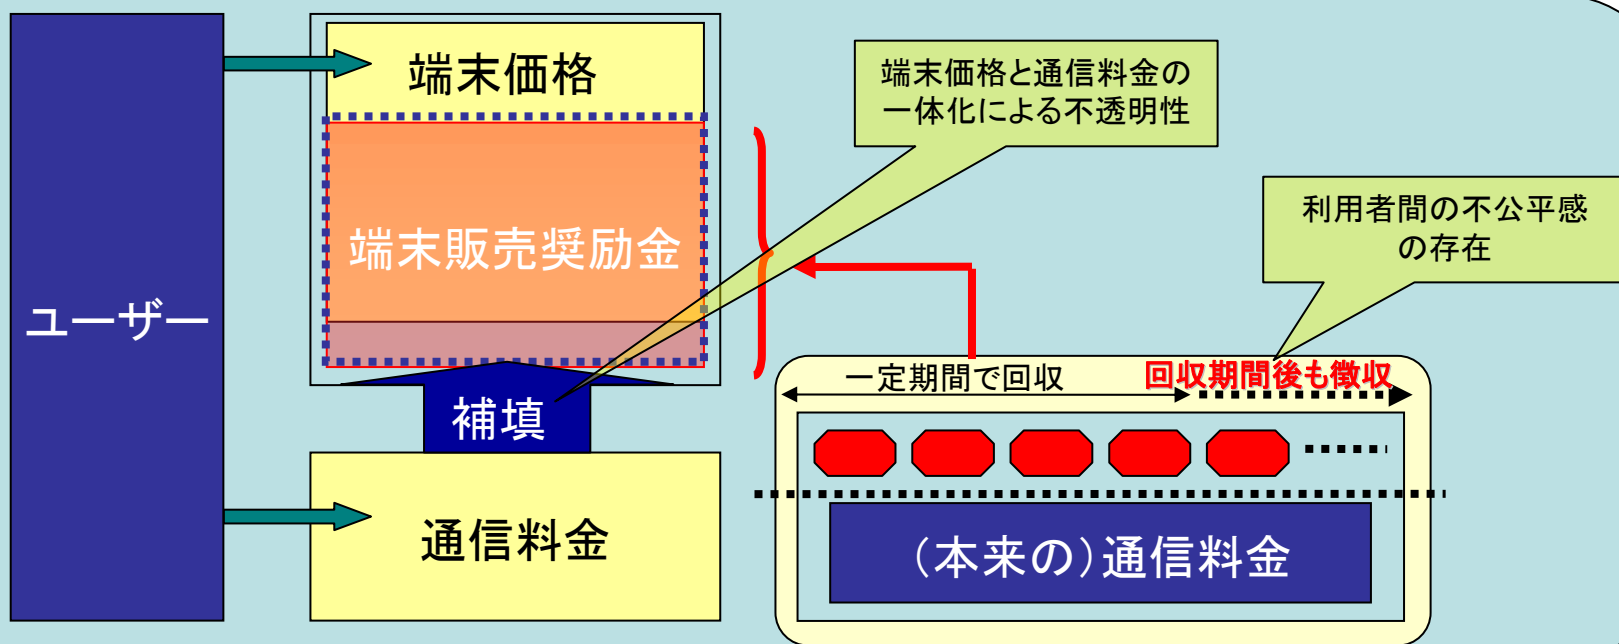 ユーザー
端末価格
端末販売奨励金
補填
通信料金
端末価格と通信料金の
一体化による不透明性
利用者間の不公平感
の存在
一定期間で回収
回収期間後も徴収
（本来の）通信料金